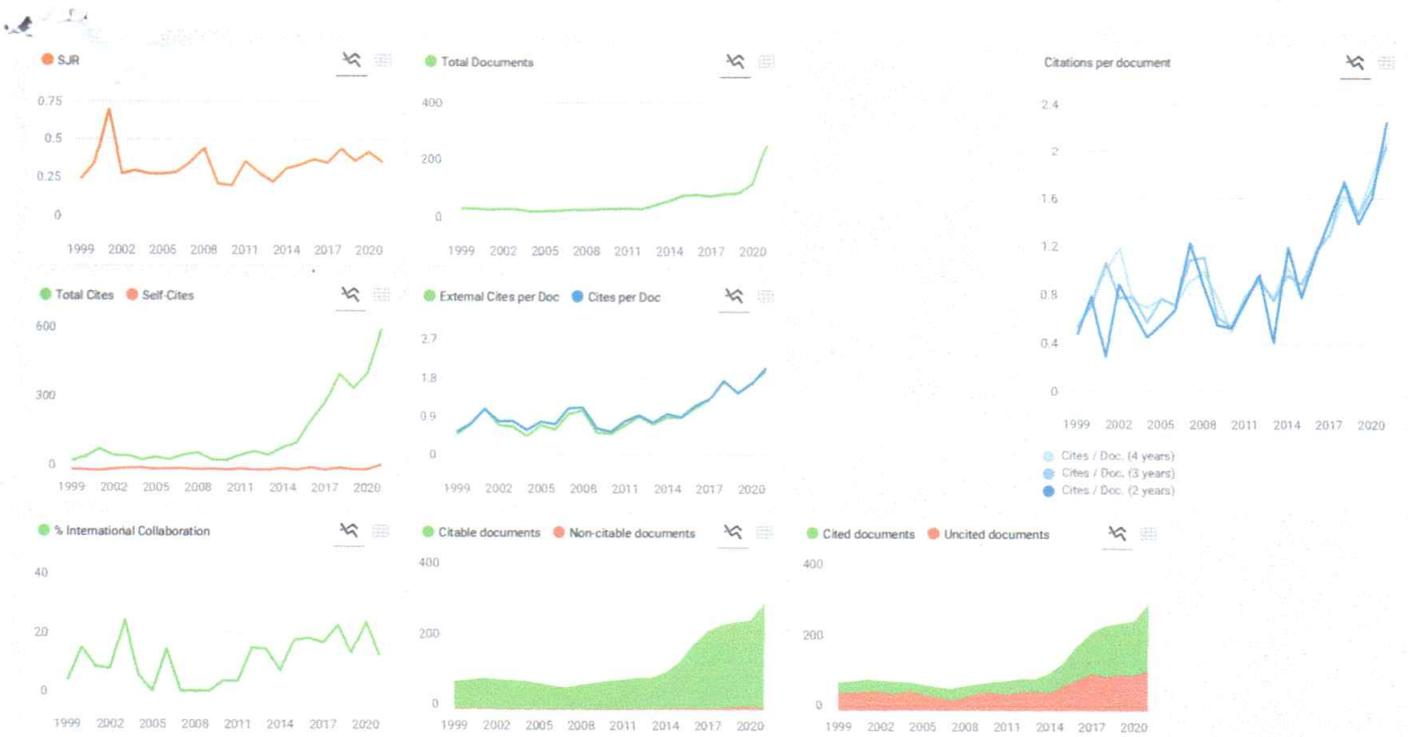 SJR
0.75
0.5
0.25
0
1999 2002 2005 2008 2011 2014 2017 2020
Total Documents
400
200
0
1999 2002 2005 2008 2011 2014 2017 2020
Citations per document
2.4
2
1.6
1.2
0.8
0.4
0
1999 2002 2005 2008 2011 2014 2017 2020
Cites / Doc. (4 years)
Cites / Doc. (3 years)
Cites / Doc. (2 years)
Total Cites Self-Cites
600
300
0
1999 2002 2005 2008 2011 2014 2017 2020
External Cites per Doc Cites per Doc
2.7
1.8
0.9
0
1999 2002 2005 2008 2011 2014 2017 2020
% International Collaboration
40
20
0
1999 2002 2005 2008 2011 2014 2017 2020
Citable documents Non-citable documents
400
200
0
1999 2002 2005 2008 2011 2014 2017 2020
Cited documents Uncited documents
400
200
0
1999 2002 2005 2008 2011 2014 2017 2020